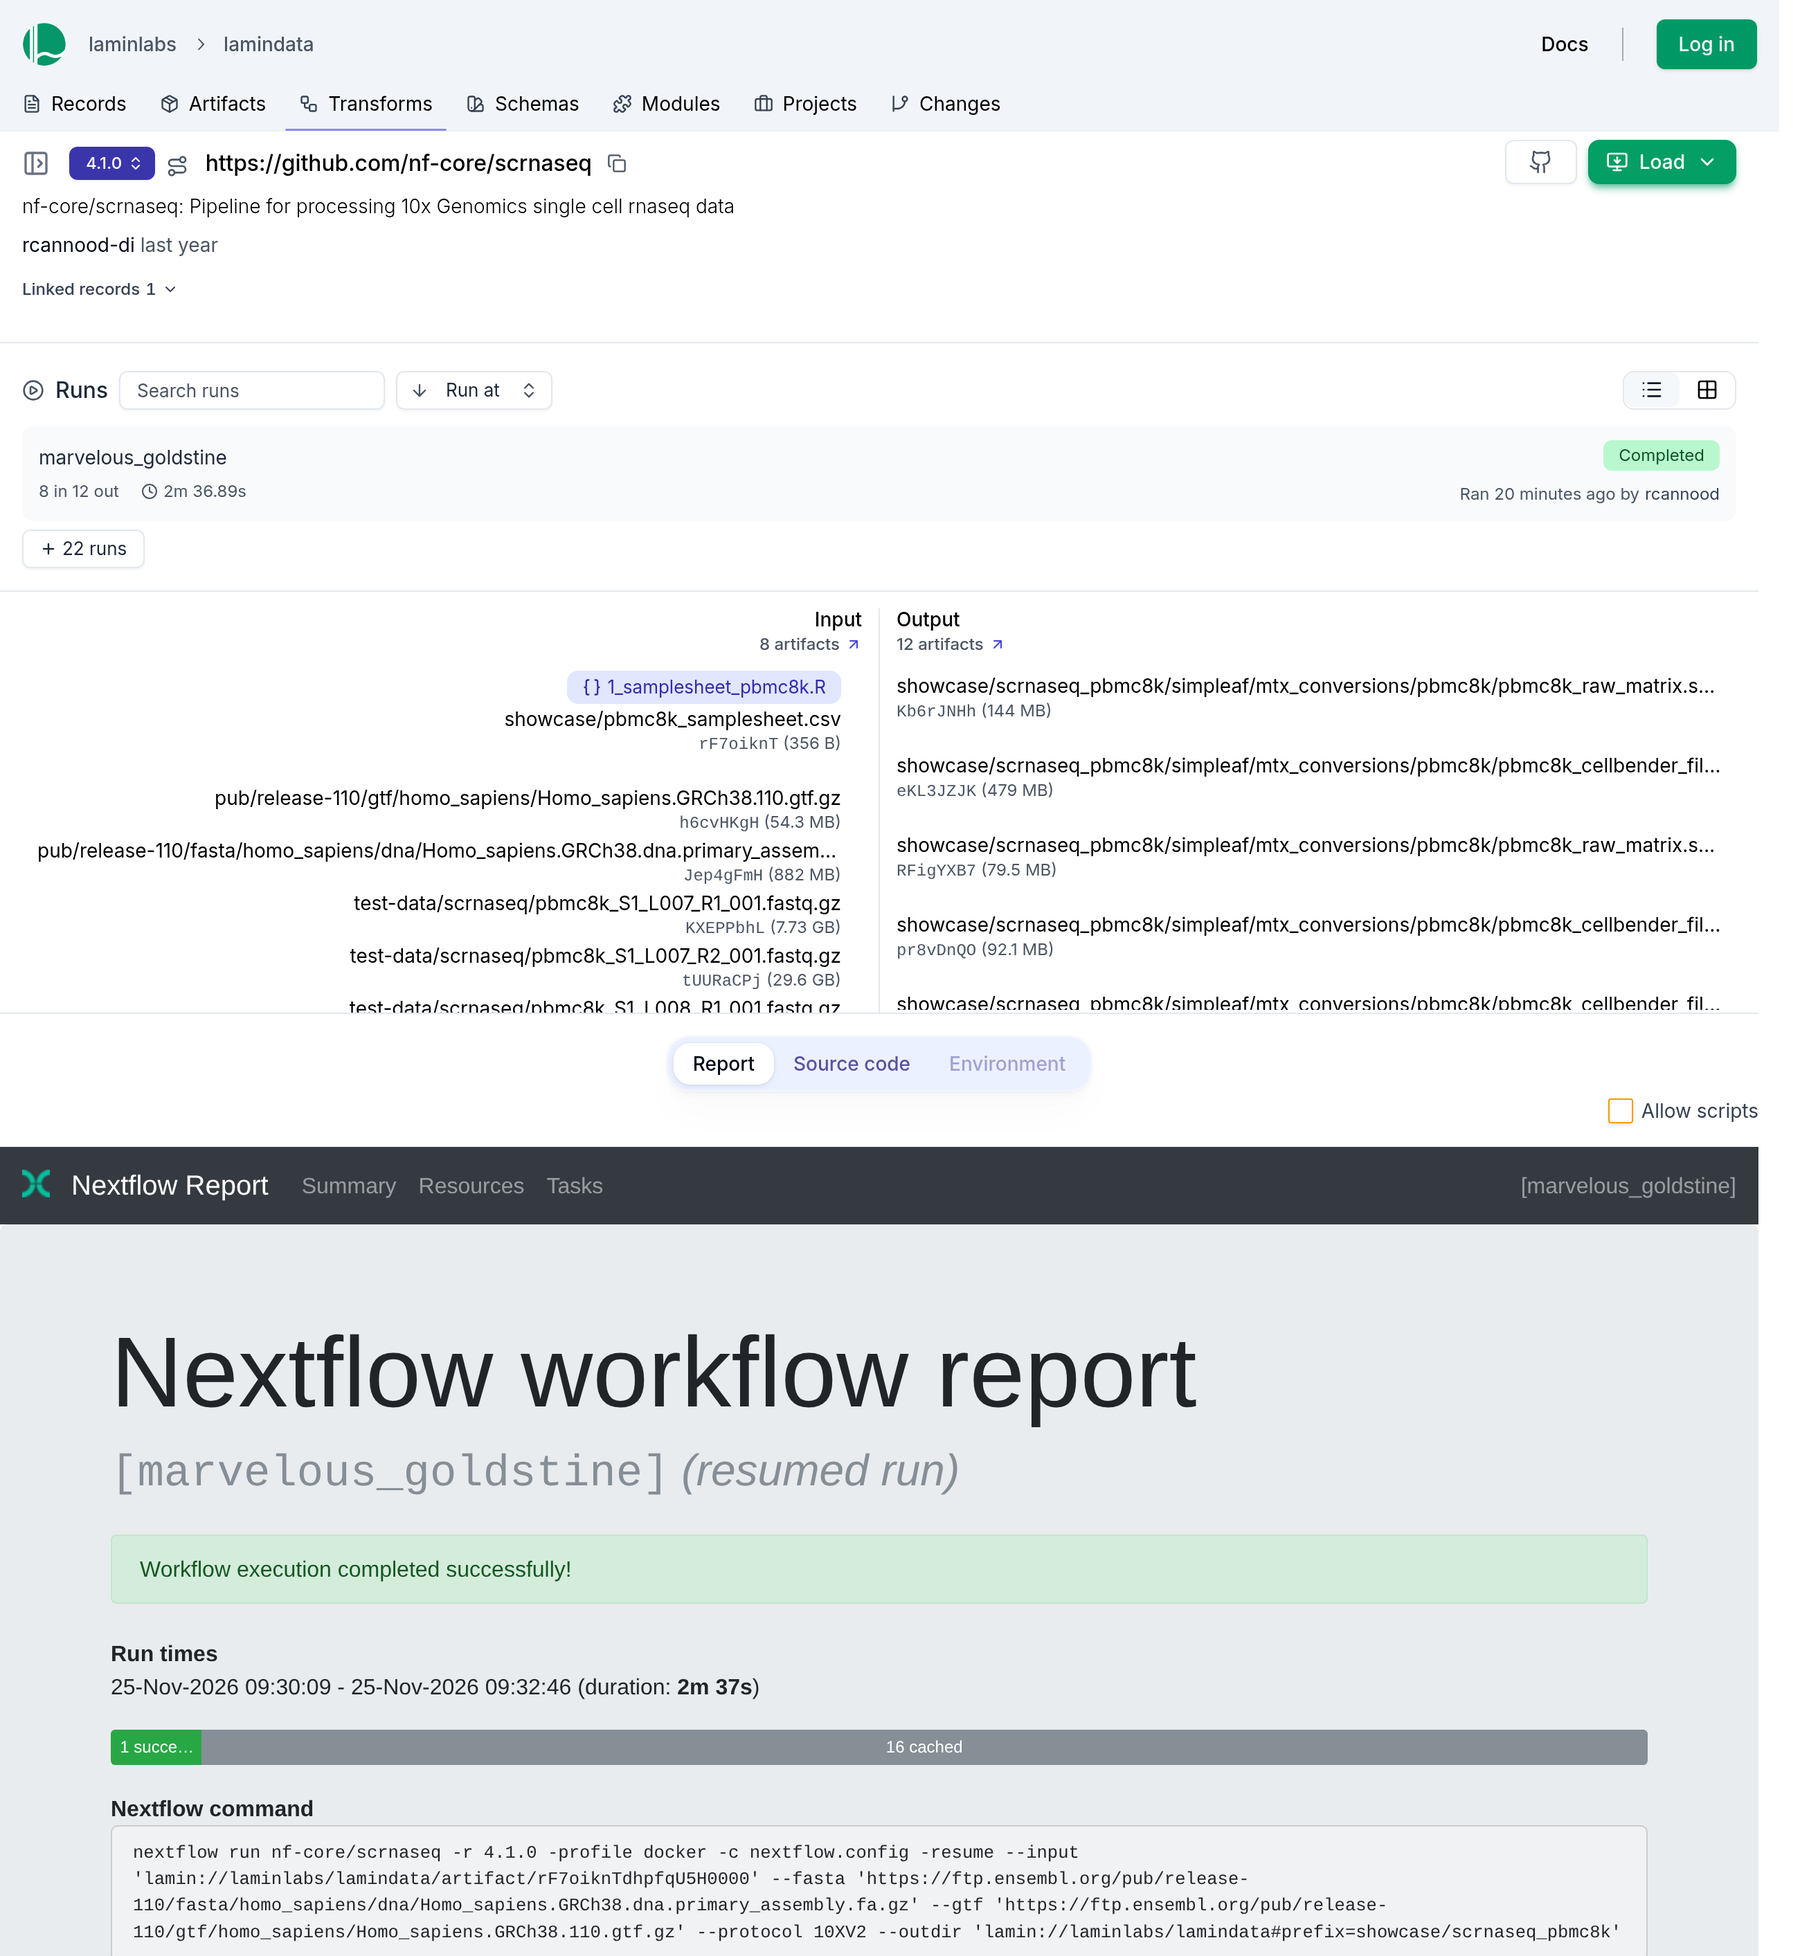 laminlabs > lamindata
Docs
Log in
Records
Artifacts
Transforms
Schemas
Modules
Projects
Changes
4.1.0
https://github.com/nf-core/scrnaseq
Load
nf-core/scrnaseq: Pipeline for processing 10x Genomics single cell rnaseq data
rcannood-di last year
Linked records 1
Runs
Search runs
Run at
marvelous_goldstine
Completed
8 in 12 out 2m 36.89s
Ran 20 minutes ago by rcannood
+ 22 runs
Input
8 artifacts
{} 1_samplesheet_pbmc8k.R
showcase/pbmc8k_samplesheet.csv
rF7oiknT (356 B)
pub/release-110/gtf/homo_sapiens/Homo_sapiens.GRCh38.110.gtf.gz
h6cvHKgH (54.3 MB)
pub/release-110/fasta/homo_sapiens/dna/Homo_sapiens.GRCh38.dna.primary_assem...
Jep4gFmH (882 MB)
test-data/scrnaseq/pbmc8k_S1_L007_R1_001.fastq.gz
KXEPPbhL (7.73 GB)
test-data/scrnaseq/pbmc8k_S1_L007_R2_001.fastq.gz
tUURaCPj (29.6 GB)
test-data/scrnaseq/pbmc8k_S1_L008_R1_001.fastq.gz
Output
12 artifacts
showcase/scrnaseq_pbmc8k/simpleaf/mtx_conversions/pbmc8k/pbmc8k_raw_matrix.s...
Kb6rJNHh (144 MB)
showcase/scrnaseq_pbmc8k/simpleaf/mtx_conversions/pbmc8k/pbmc8k_cellbender_fil...
eKL3JZJK (479 MB)
showcase/scrnaseq_pbmc8k/simpleaf/mtx_conversions/pbmc8k/pbmc8k_raw_matrix.s...
RFigYXB7 (79.5 MB)
showcase/scrnaseq_pbmc8k/simpleaf/mtx_conversions/pbmc8k/pbmc8k_cellbender_fil...
pr8vDnQO (92.1 MB)
showcase/scrnaseq_pbmc8k/simpleaf/mtx_conversions/pbmc8k/pbmc8k_cellbender_fil...
Report
Source code
Environment
Allow scripts
Nextflow Report
Summary
Resources
Tasks
[marvelous_goldstine]
Nextflow workflow report
[marvelous_goldstine] (resumed run)
Workflow execution completed successfully!
Run times
25-Nov-2026 09:30:09 - 25-Nov-2026 09:32:46 (duration: 2m 37s)
1 succe...
16 cached
Nextflow command
nextflow run nf-core/scrnaseq -r 4.1.0 -profile docker -c nextflow.config -resume --input
'lamin://laminlabs/lamindata/artifact/rF7oiknTdhpfqU5H0000' --fasta 'https://ftp.ensembl.org/pub/release-
110/fasta/homo_sapiens/dna/Homo_sapiens.GRCh38.dna.primary_assembly.fa.gz' --gtf 'https://ftp.ensembl.org/pub/release-
110/gtf/homo_sapiens/Homo_sapiens.GRCh38.110.gtf.gz' --protocol 10XV2 --outdir 'lamin://laminlabs/lamindata#prefix=showcase/scrnaseq_pbmc8k'